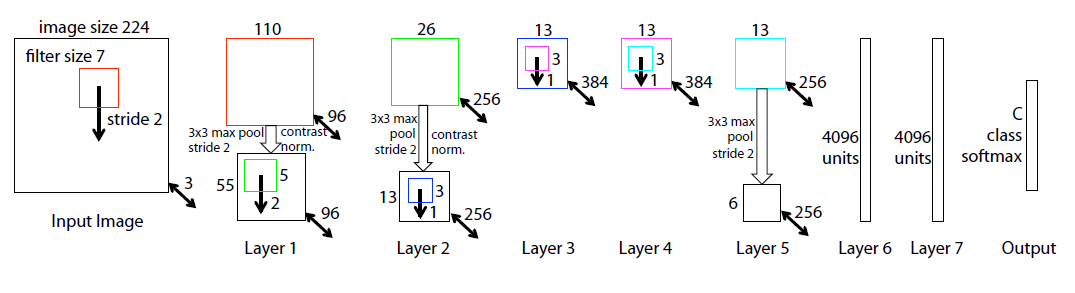 image size 224
filter size 7
stride 2
3
Input Image
110
96
3x3 max pool
stride 2
contrast
norm.
55
5
2
96
Layer 1
26
256
3x3 max
pool
stride 2
contrast
norm.
13
3
1
256
Layer 2
13
3
1
384
Layer 3
13
3
1
384
Layer 4
13
256
3x3 max
pool
stride 2
6
256
Layer 5
4096
units
Layer 6
4096
units
Layer 7
C
class
softmax
Output